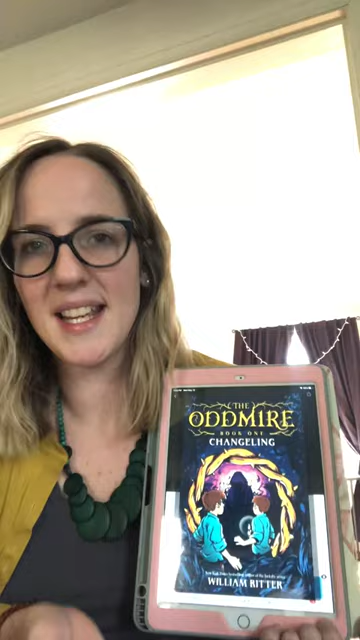 THE
ODDMIRE
BOOK ONE
CHANGELING
WILLIAM RITTER